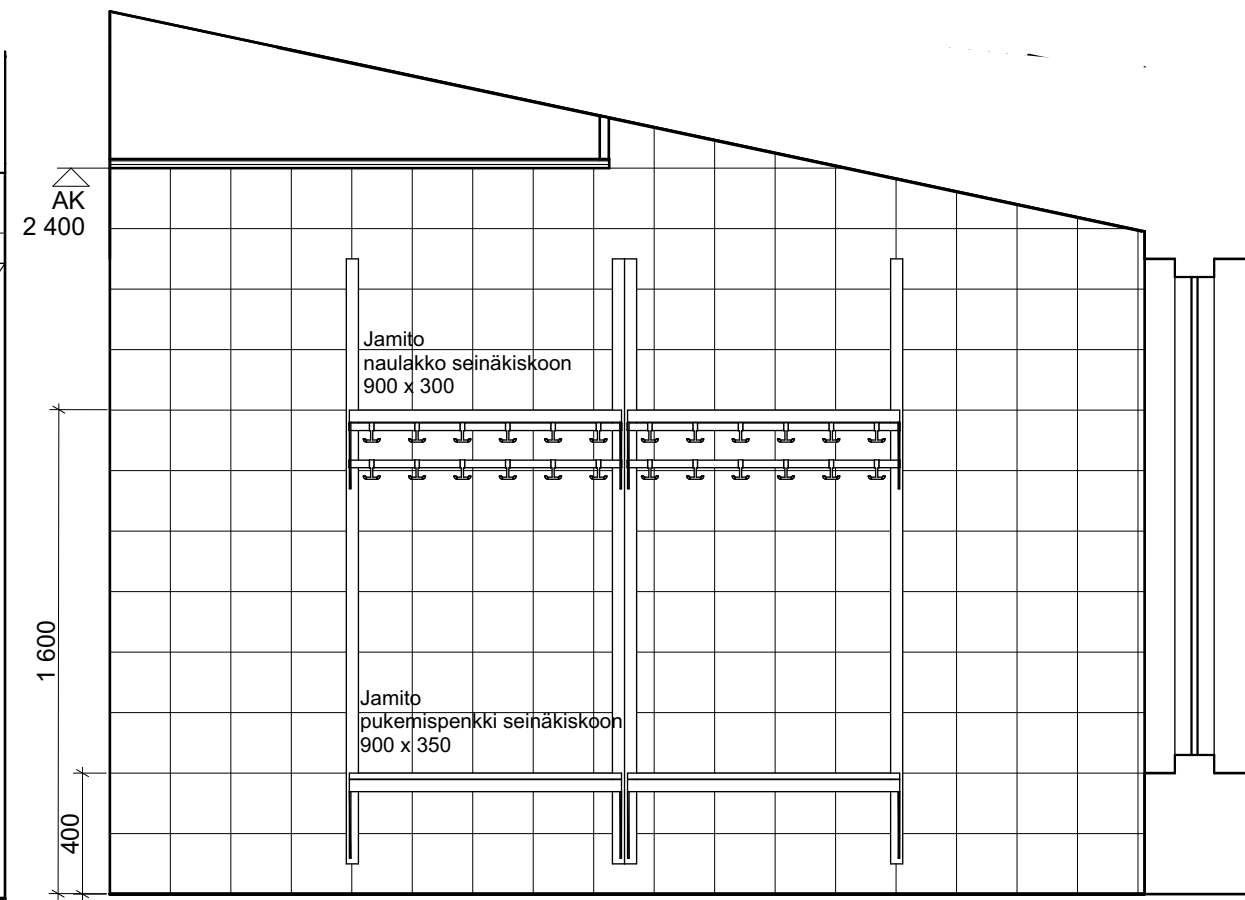 AK
2 400
Jamito
naulakko seinäkiskoon
900 x 300
1 600
Jamito
pukemispenkki seinäkiskoon
900 x 350
400